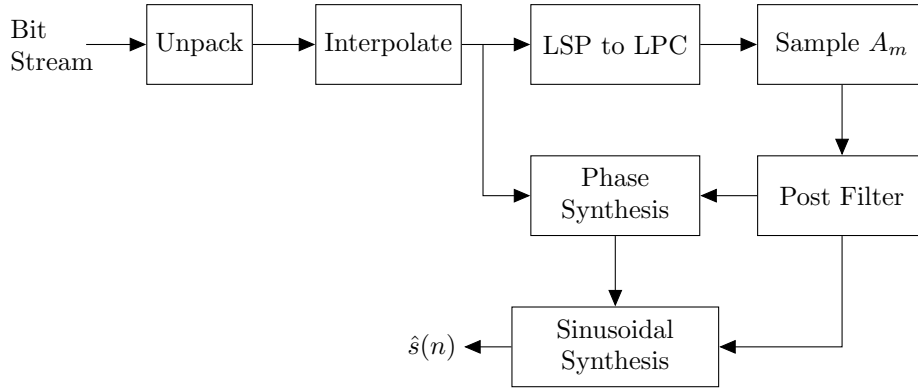 Bit
Stream
Unpack
Interpolate
LSP to LPC
Sample $A_m$
Phase
Synthesis
Post Filter
$\hat{s}(n)$
Sinusoidal
Synthesis